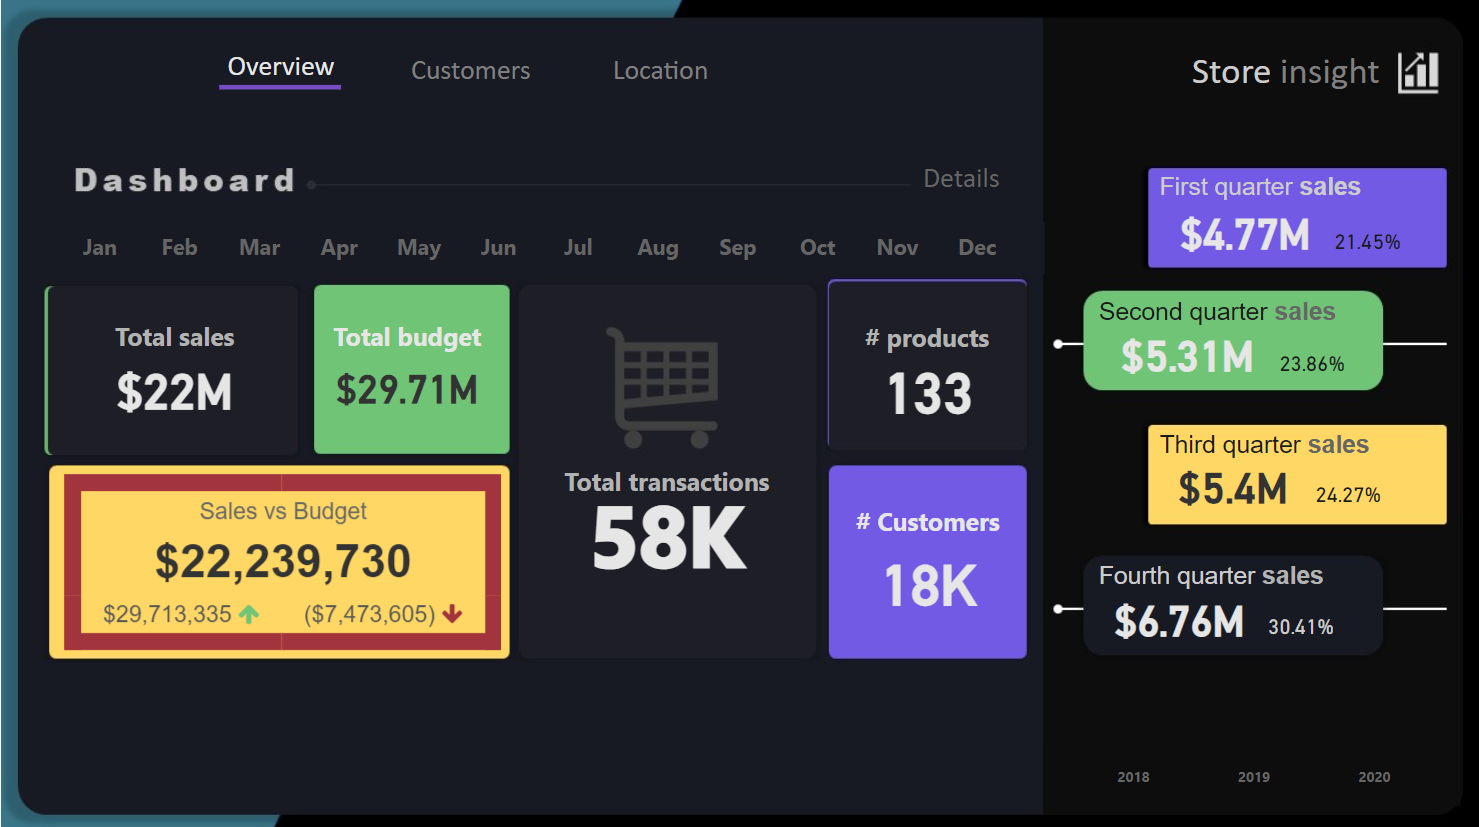 Overview
Customers
Location
Store insight
Dashboard
Details
Jan Feb Mar Apr May Jun Jul Aug Sep Oct Nov Dec
Total sales
$22M
Total budget
$29.71M
Total transactions
58K
# products
133
Sales vs Budget
$22,239,730
$29,713,335 ($7,473,605)
# Customers
18K
First quarter sales
$4.77M 21.45%
Second quarter sales
$5.31M 23.86%
Third quarter sales
$5.4M 24.27%
Fourth quarter sales
$6.76M 30.41%
2018 2019 2020